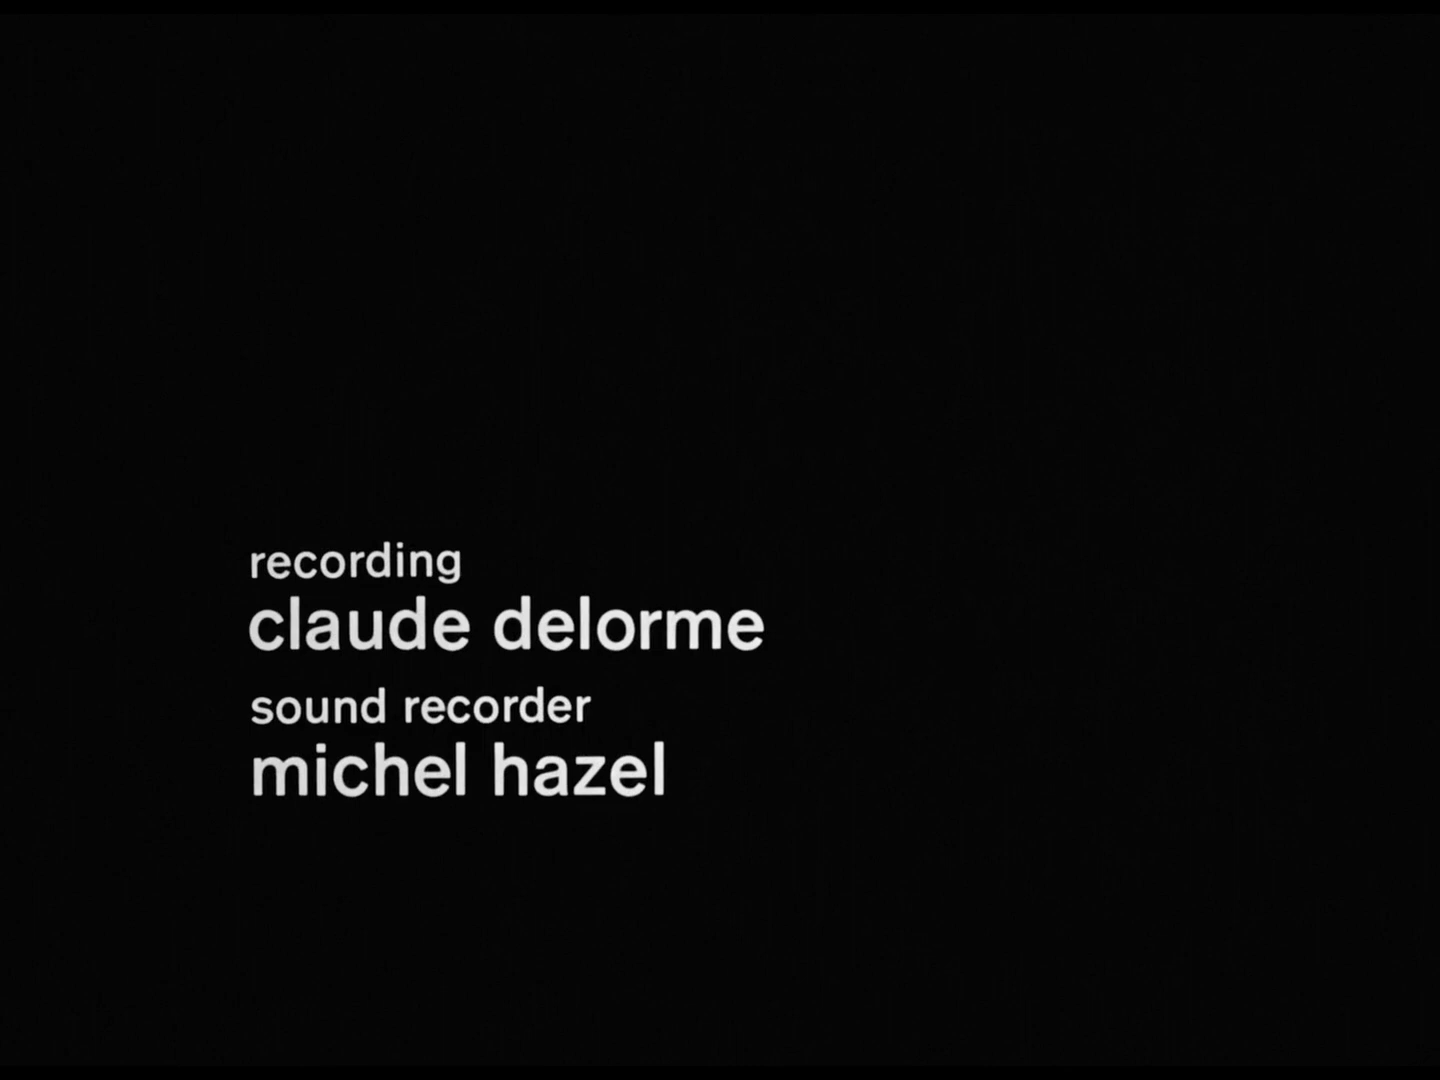 recording
claude delorme
sound recorder
michel hazel